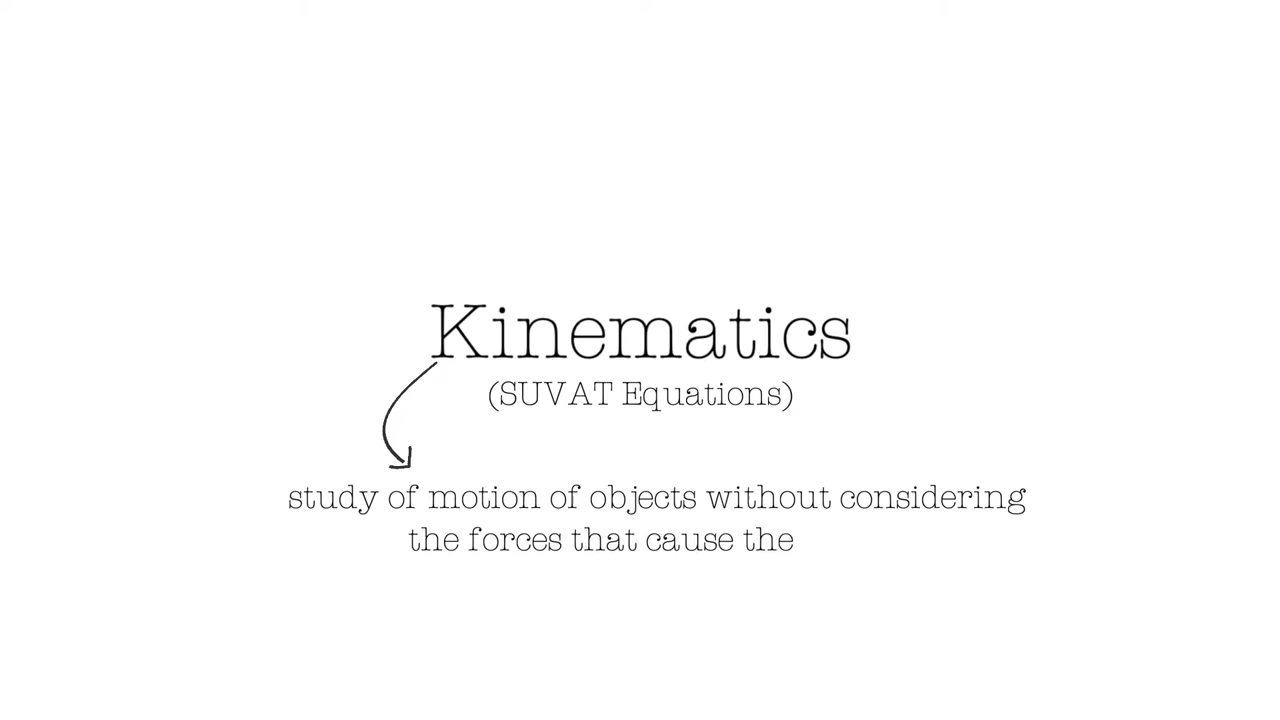 Kinematics
(SUVAT Equations)
study of motion of objects without considering
the forces that cause the